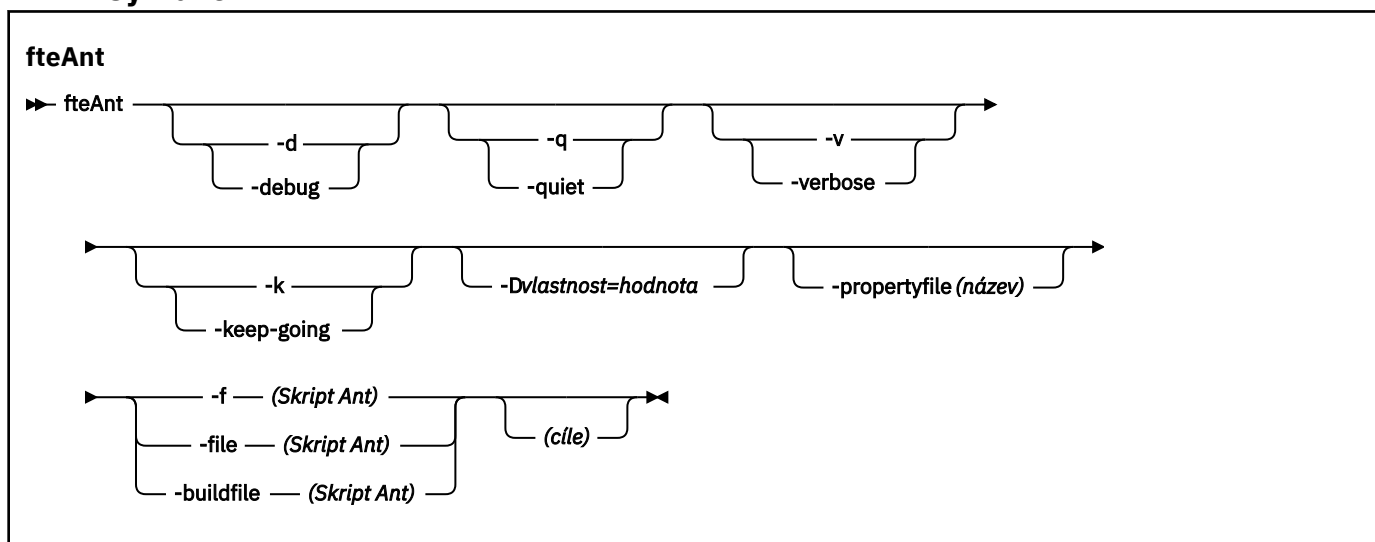 fteAnt
fteAnt
-d
-debug
-q
-quiet
-v
-verbose
-k
-keep-going
-Dvlastnost=hodnota
-propertyfile (název)
-f (Skript Ant)
-file (Skript Ant)
-buildfile (Skript Ant)
(cíle)